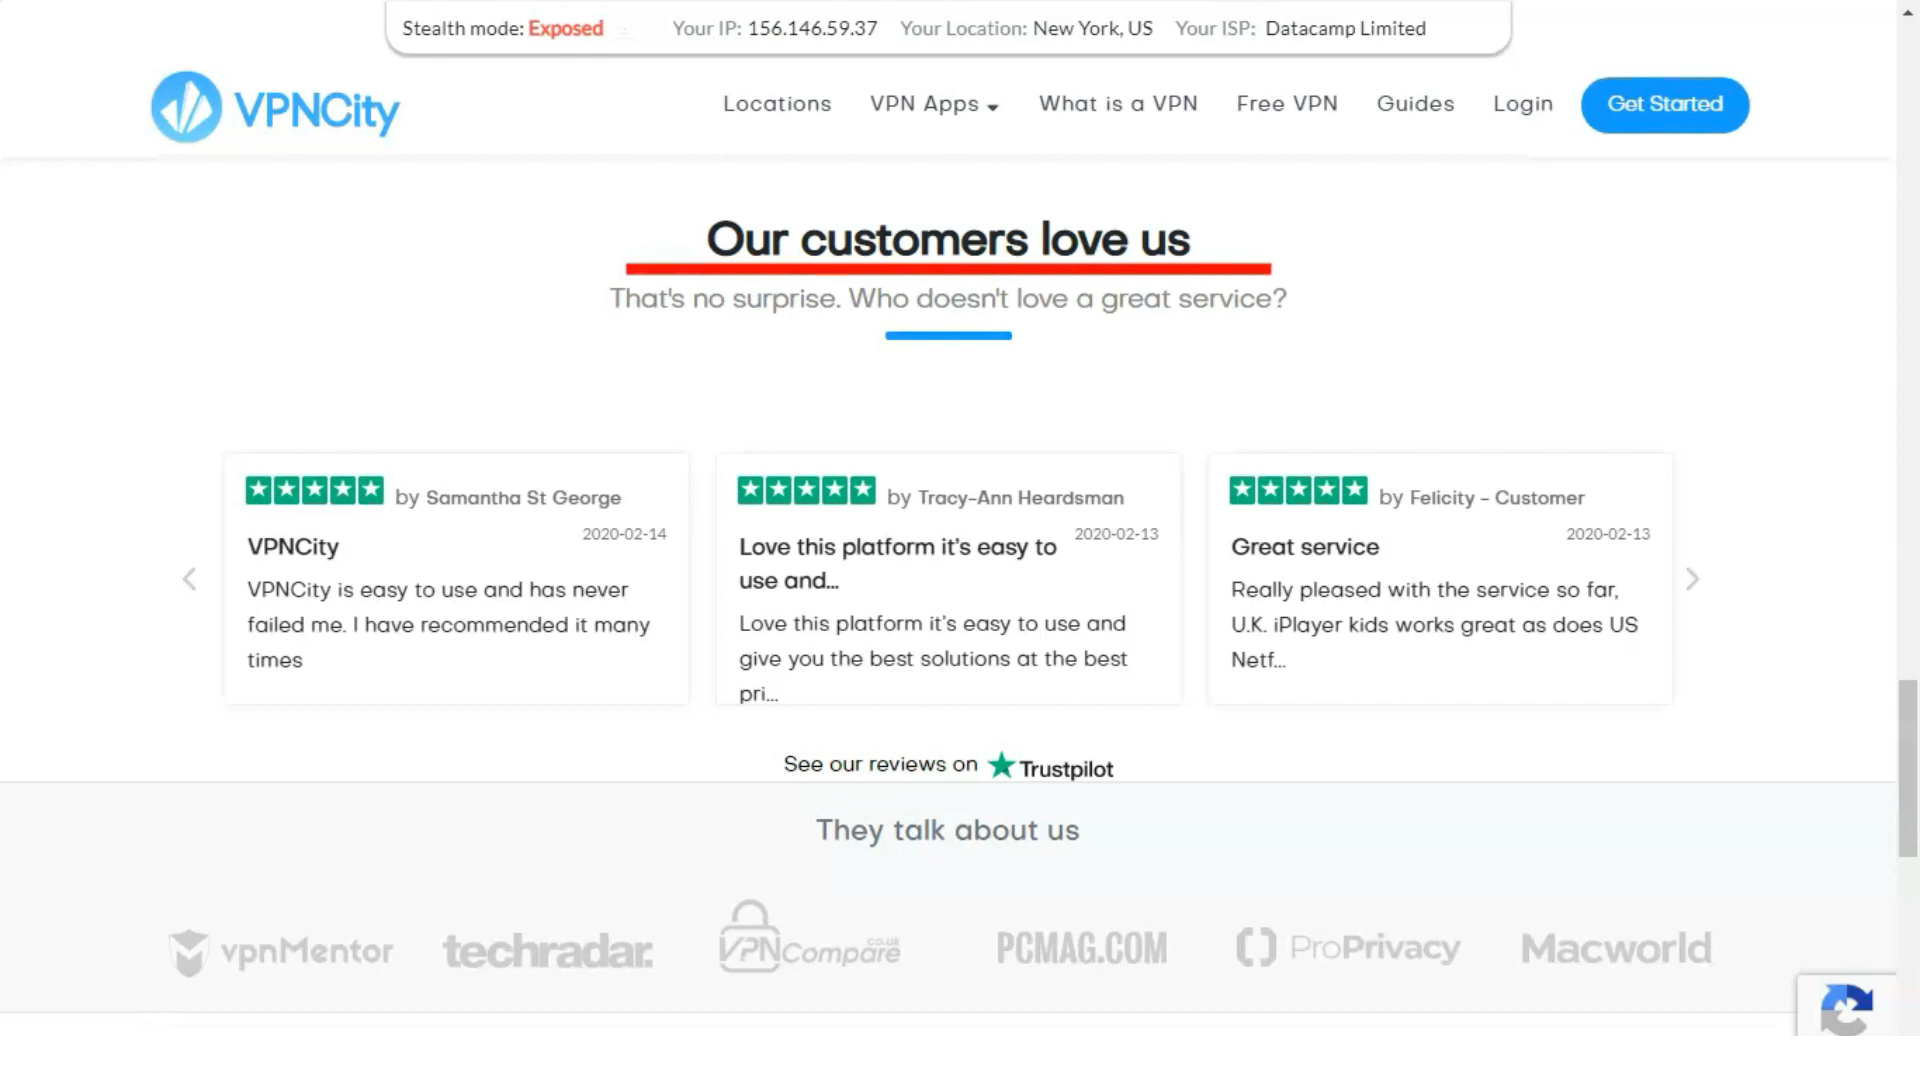 Stealth mode: Exposed Your IP: 156.146.59.37 Your Location: New York, US Your ISP: Datacamp Limited
VPNCity
Locations VPN Apps What is a VPN Free VPN Guides Login Get Started
Our customers love us
That's no surprise. Who doesn't love a great service?
by Samantha St George
2020-02-14
VPNCity
VPNCity is easy to use and has never
failed me. I have recommended it many
times
by Tracy-Ann Heardsman
2020-02-13
Love this platform it's easy to
use and...
Love this platform it's easy to use and
give you the best solutions at the best
pri...
by Felicity - Customer
2020-02-13
Great service
Really pleased with the service so far,
U.K. iPlayer kids works great as does US
Netf...
See our reviews on Trustpilot
They talk about us
vpnMentor techradar. VPNCompare.co.uk PCMAG.COM ProPrivacy Macworld